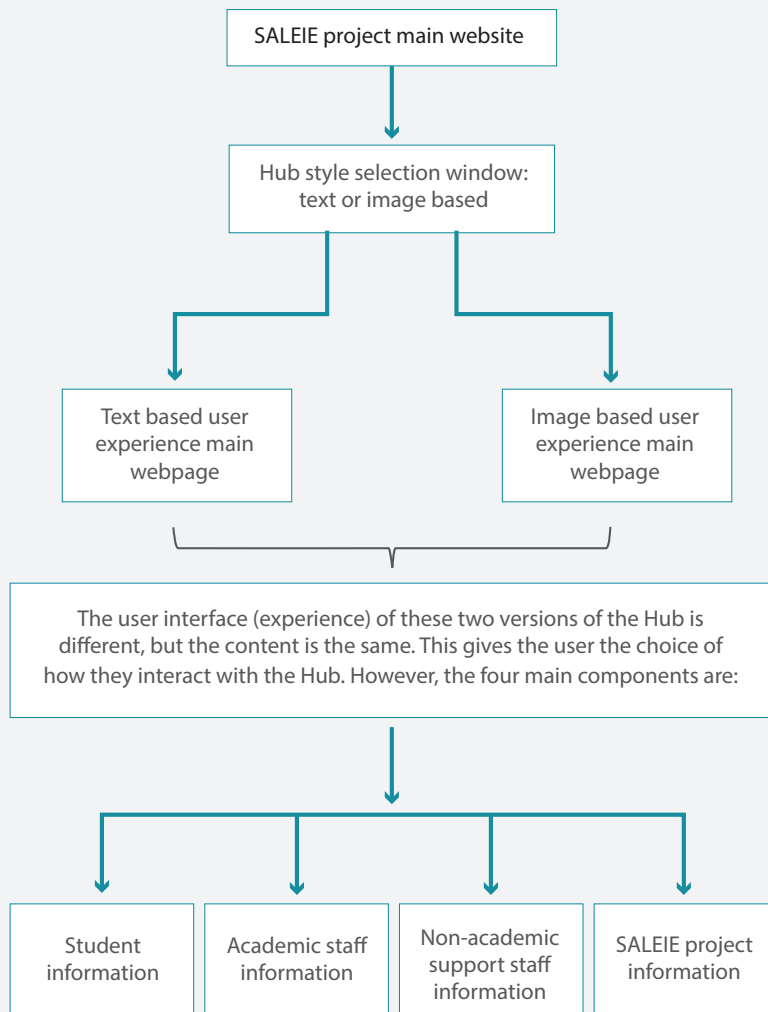 SALEIE project main website
Hub style selection window:
text or image based
Text based user
experience main
webpage
Image based user
experience main
webpage
The user interface (experience) of these two versions of the Hub is
different, but the content is the same. This gives the user the choice of
how they interact with the Hub. However, the four main components are:
Student
information
Academic staff
information
Non-academic
support staff
information
SALEIE project
information